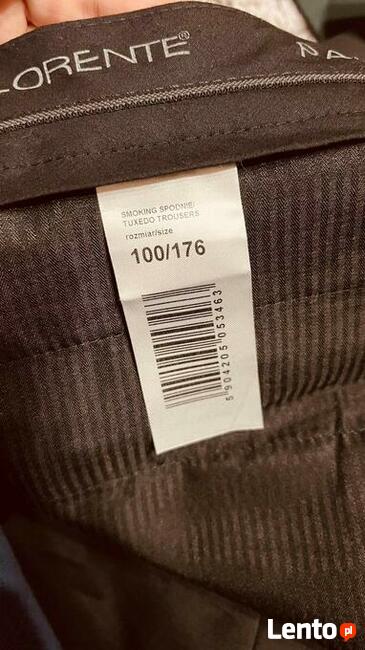 LORENTE®
SMOKING SPODNIE/
TUXEDO TROUSERS
rozmiar/size
100/176
5904205053463
Lento.pl